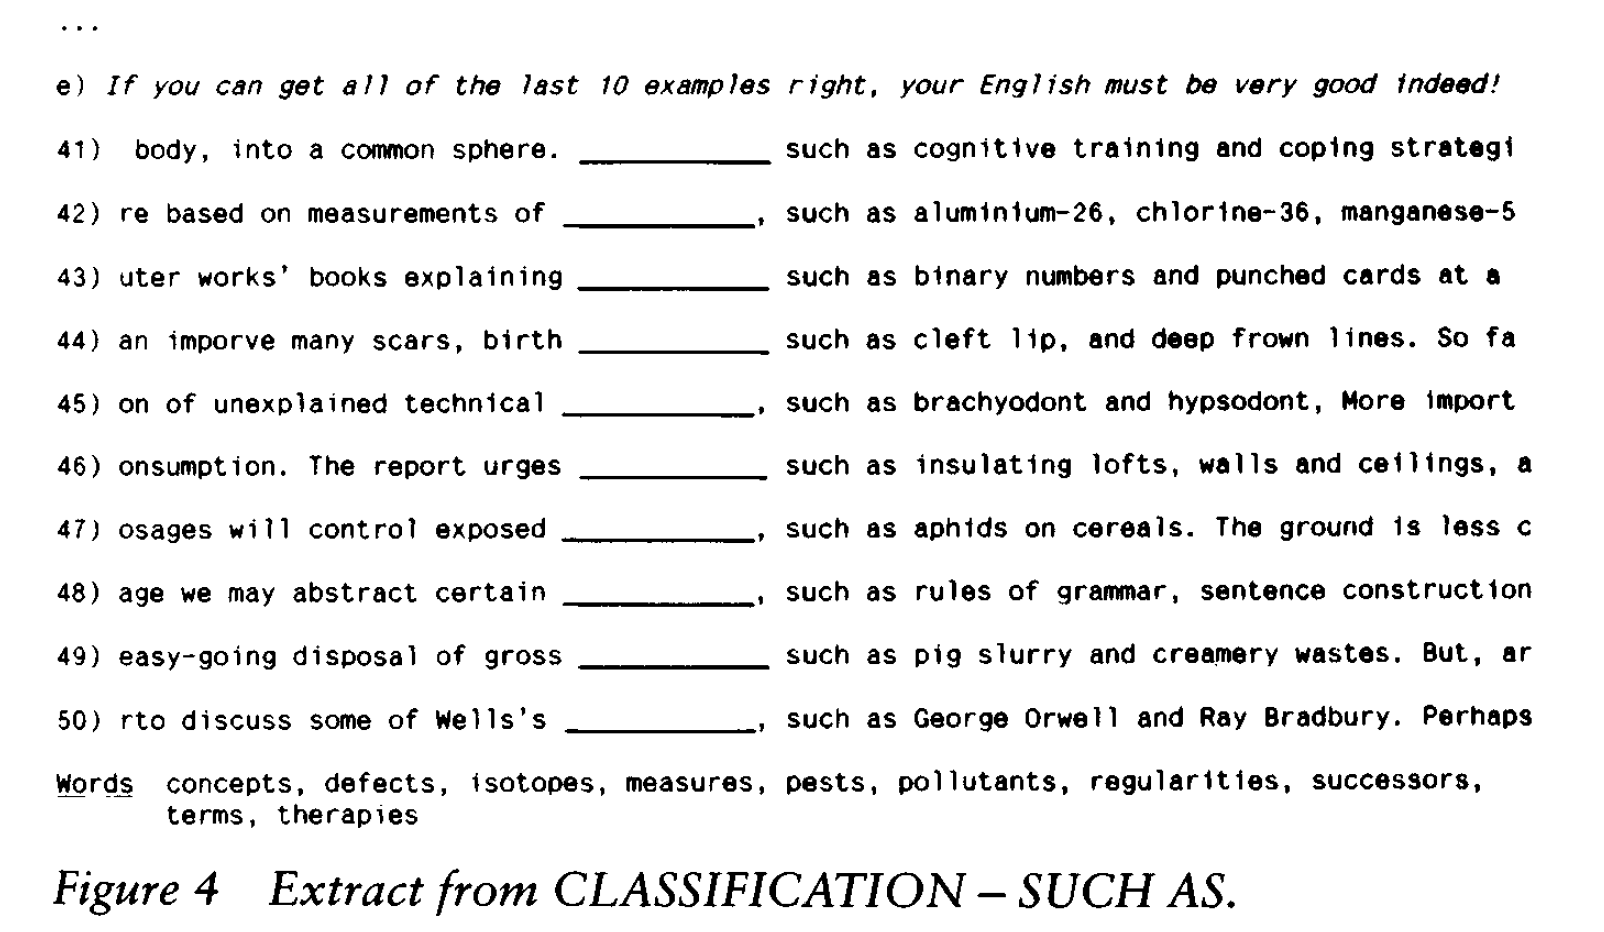 ...
e) If you can get all of the last 10 examples right, your English must be very good indeed!
41) body, into a common sphere. __________ such as cognitive training and coping strategi
42) re based on measurements of __________, such as aluminium-26, chlorine-36, manganese-5
43) uter works' books explaining __________ such as binary numbers and punched cards at a
44) an imporve many scars, birth __________ such as cleft lip, and deep frown lines. So fa
45) on of unexplained technical __________, such as brachyodont and hypsodont, More import
46) onsumption. The report urges __________ such as insulating lofts, walls and ceilings, a
47) osages will control exposed __________, such as aphids on cereals. The ground is less c
48) age we may abstract certain __________, such as rules of grammar, sentence construction
49) easy-going disposal of gross __________ such as pig slurry and creamery wastes. But, ar
50) rto discuss some of Wells's __________, such as George Orwell and Ray Bradbury. Perhaps
Words concepts, defects, isotopes, measures, pests, pollutants, regularities, successors,
terms, therapies
Figure 4 Extract from CLASSIFICATION – SUCH AS.